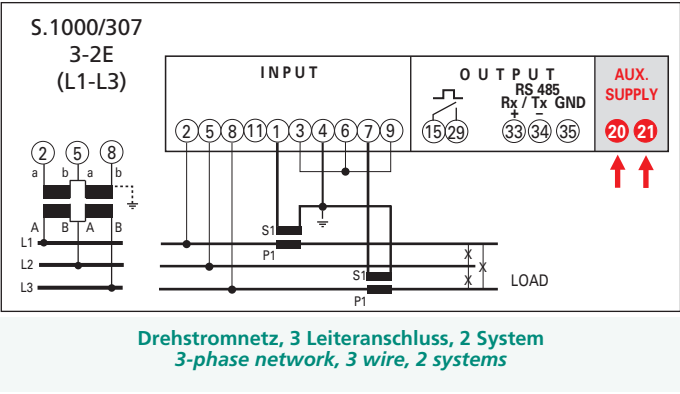 S.1000/307
3-2E
(L1-L3)
INPUT
OUTPUT
RS 485
Rx / Tx GND
+ −
AUX.
SUPPLY
2 5 8 11 1 3 4 6 7 9
15 29 33 34 35
20 21
2 5 8
a b a b
A B A B
L1
L2
L3
S1
P1
S1
P1
X
X
X
LOAD
Drehstromnetz, 3 Leiteranschluss, 2 System
3-phase network, 3 wire, 2 systems